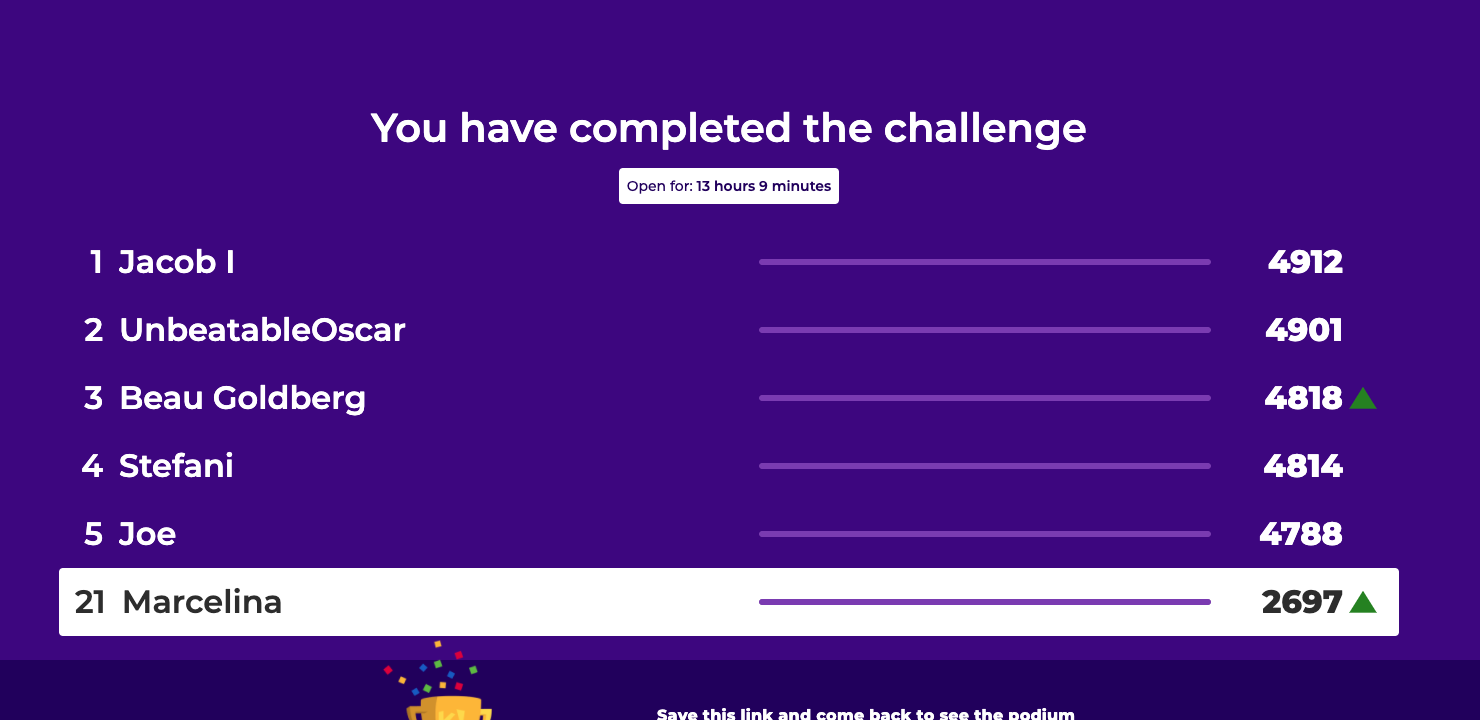 You have completed the challenge
Open for: 13 hours 9 minutes
1 Jacob I 4912
2 UnbeatableOscar 4901
3 Beau Goldberg 4818
4 Stefani 4814
5 Joe 4788
21 Marcelina 2697
K!
Save this link and come back to see the podium